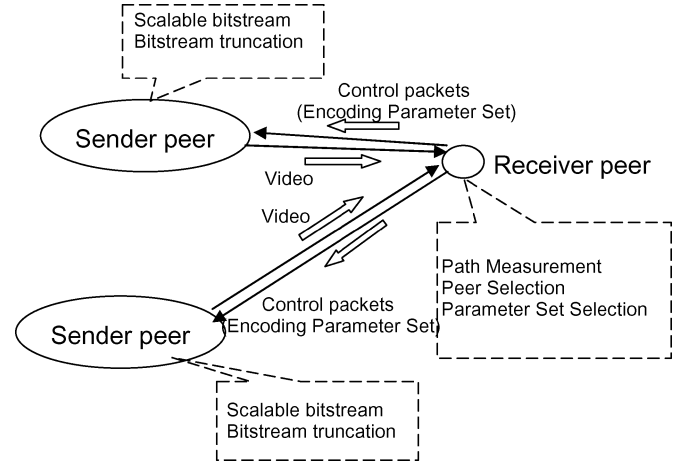 Scalable bitstream
Bitstream truncation
Control packets
(Encoding Parameter Set)
Sender peer
Video
Receiver peer
Video
Path Measurement
Peer Selection
Parameter Set Selection
Control packets
(Encoding Parameter Set)
Sender peer
Scalable bitstream
Bitstream truncation